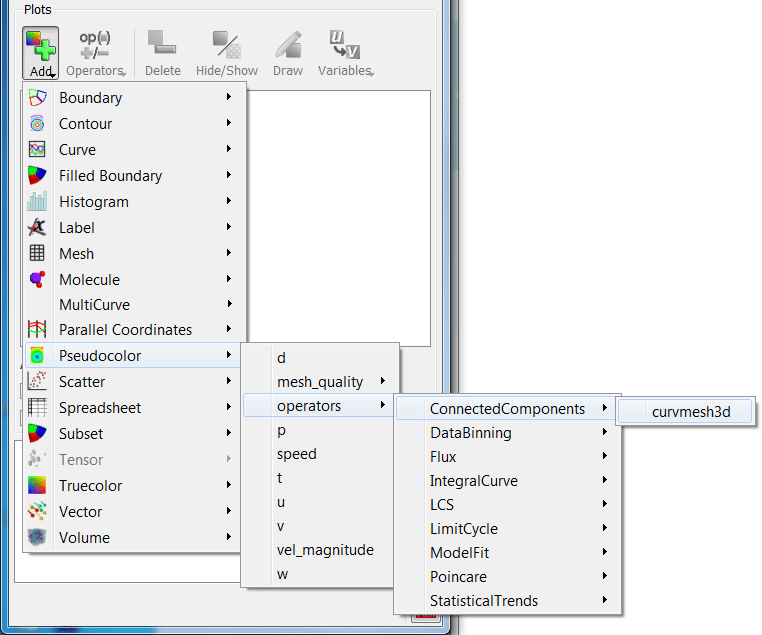 Plots
op(=) +/-
U V
Add Operators Delete Hide/Show Draw Variables
Boundary
Contour
Curve
Filled Boundary
Histogram
Label
Mesh
Molecule
MultiCurve
Parallel Coordinates
Pseudocolor
Scatter
Spreadsheet
Subset
Tensor
Truecolor
Vector
Volume
d
mesh_quality
operators
p
speed
t
u
v
vel_magnitude
w
ConnectedComponents
DataBinning
Flux
IntegralCurve
LCS
LimitCycle
ModelFit
Poincare
StatisticalTrends
curvmesh3d